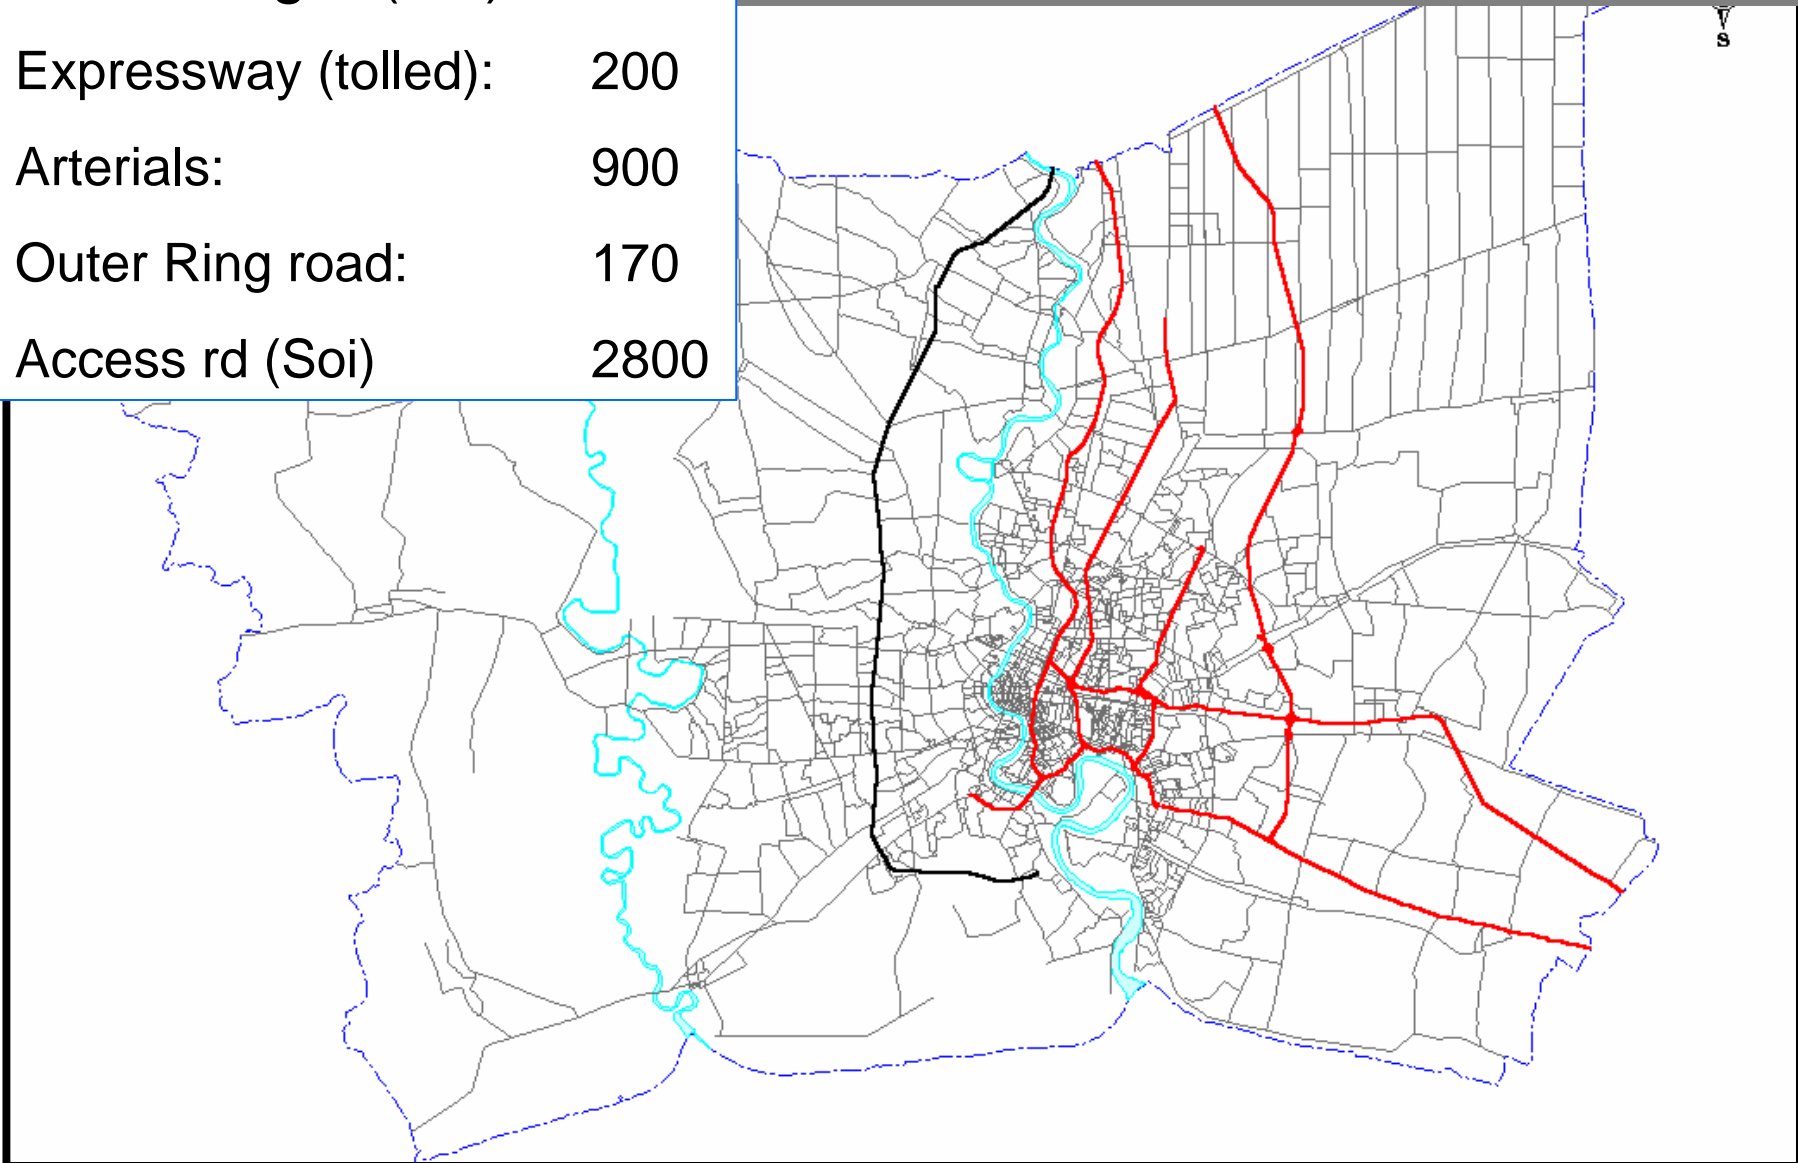 Expressway (tolled): 200
Arterials: 900
Outer Ring road: 170
Access rd (Soi) 2800
S